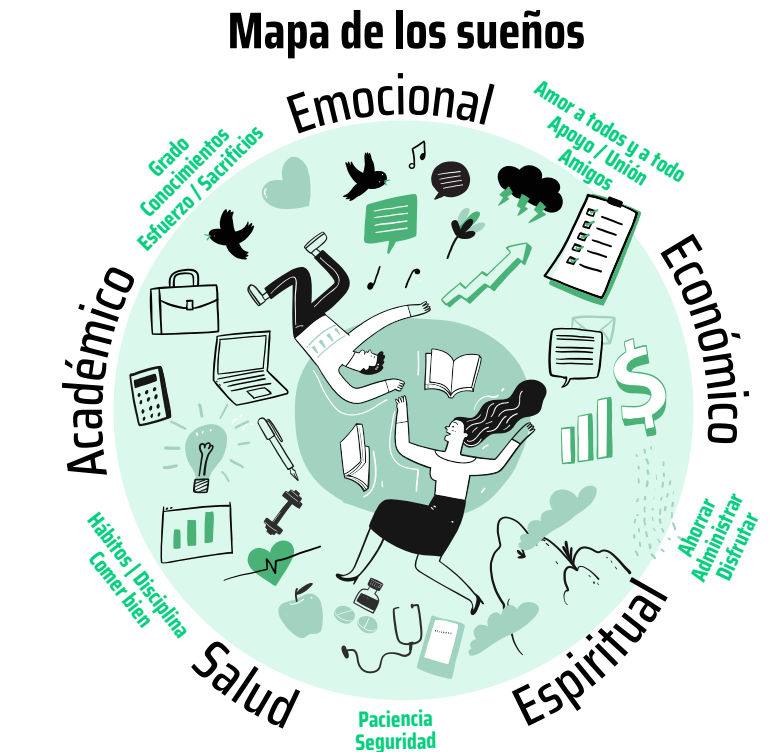 Mapa de los sueños
Emocional
Amor a todos y a todo
Apoyo / Unión
Amigos
Grado
Conocimientos
Esfuerzo / Sacrificios
Económico
Académico
Ahorrar
Administrar
Disfrutar
Hábitos | Disciplina
Comer bien
Salud
Espiritual
Paciencia
Seguridad